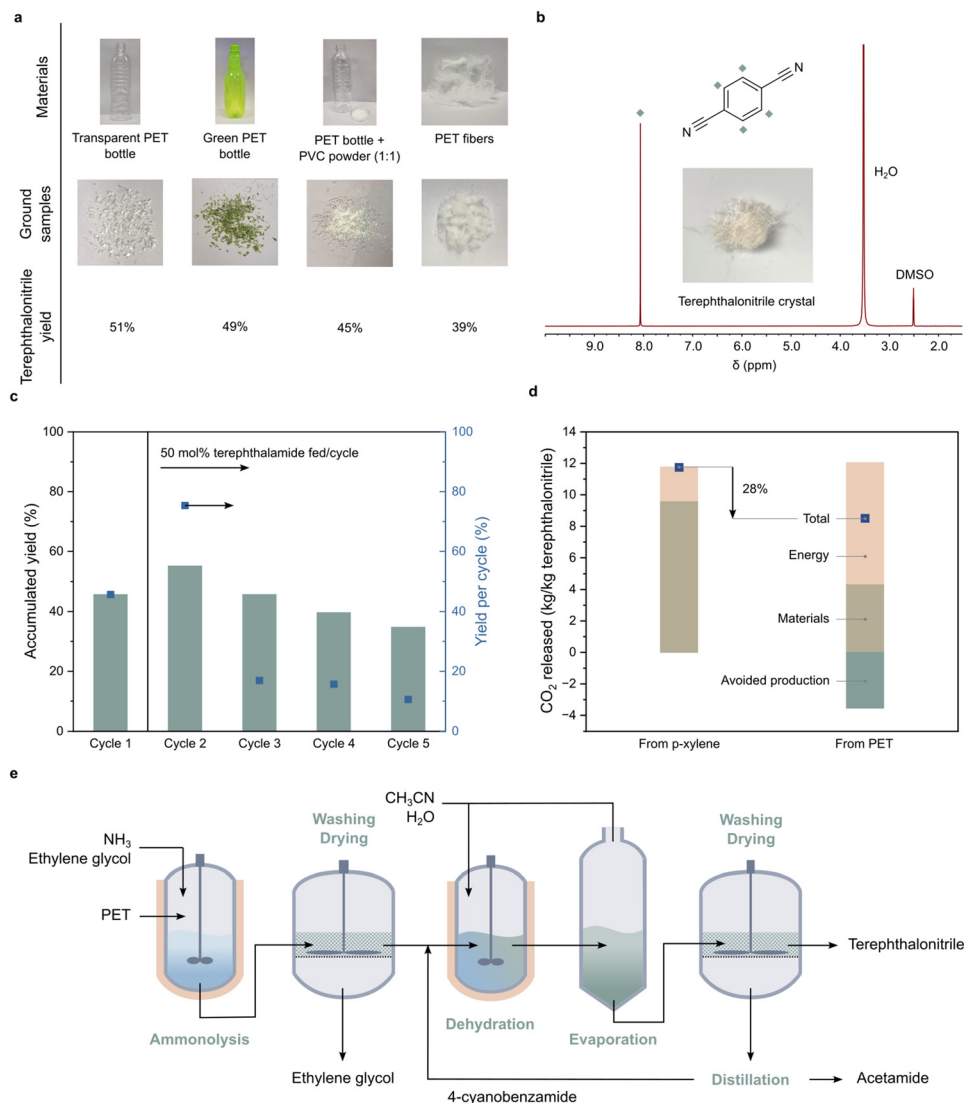 a
Materials
Transparent PET
bottle
Green PET
bottle
PET bottle +
PVC powder (1:1)
PET fibers
Ground
samples
Terephthalonitrile
yield
51%
49%
45%
39%
b
N
N
H₂O
DMSO
Terephthalonitrile crystal
9.0 8.0 7.0 6.0 5.0 4.0 3.0 2.0
δ (ppm)
c
Accumulated yield (%)
100
80
60
40
20
0
50 mol% terephthalamide fed/cycle
100
80
60
40
20
0
Yield per cycle (%)
Cycle 1 Cycle 2 Cycle 3 Cycle 4 Cycle 5
d
CO₂ released (kg/kg terephthalonitrile)
14
12
10
8
6
4
2
0
−2
−4
28%
Total
Energy
Materials
Avoided production
From p-xylene From PET
e
NH₃
Ethylene glycol
PET
Ammonolysis
Washing
Drying
Ethylene glycol
CH₃CN
H₂O
Dehydration
Evaporation
Washing
Drying
Terephthalonitrile
Distillation
Acetamide
4-cyanobenzamide